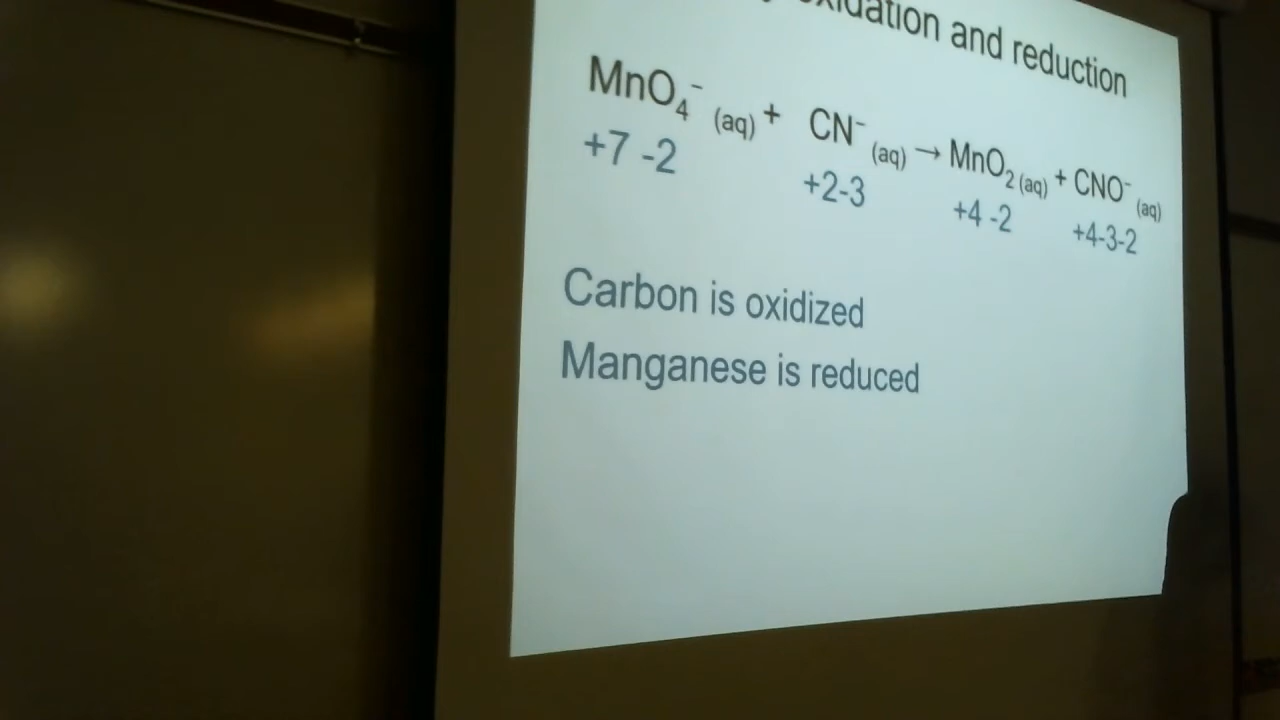 and reduction
MnO₄⁻ (aq) + CN⁻ (aq) → MnO₂ (aq) + CNO⁻ (aq)
+7 -2 +2-3 +4 -2 +4-3-2
Carbon is oxidized
Manganese is reduced